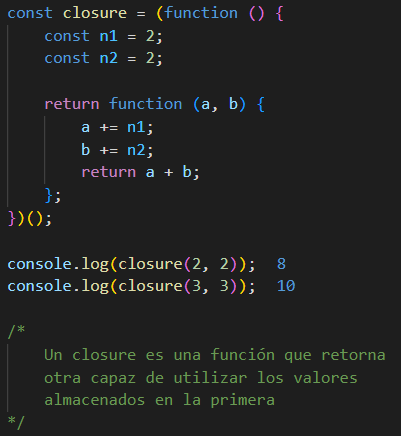 const closure = (function () {
    const n1 = 2;
    const n2 = 2;

    return function (a, b) {
        a += n1;
        b += n2;
        return a + b;
    };
})();

console.log(closure(2, 2));  8
console.log(closure(3, 3));  10

/*
    Un closure es una función que retorna
    otra capaz de utilizar los valores
    almacenados en la primera
*/